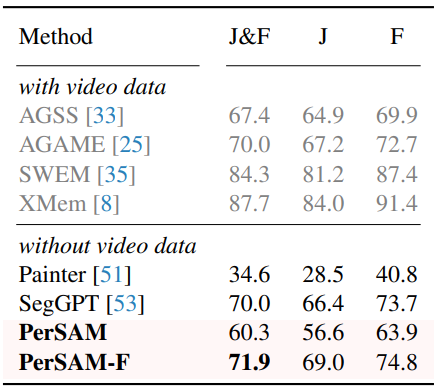 Method J&F J F
with video data
AGSS [33] 67.4 64.9 69.9
AGAME [25] 70.0 67.2 72.7
SWEM [35] 84.3 81.2 87.4
XMem [8] 87.7 84.0 91.4
without video data
Painter [51] 34.6 28.5 40.8
SegGPT [53] 70.0 66.4 73.7
PerSAM 60.3 56.6 63.9
PerSAM-F 71.9 69.0 74.8